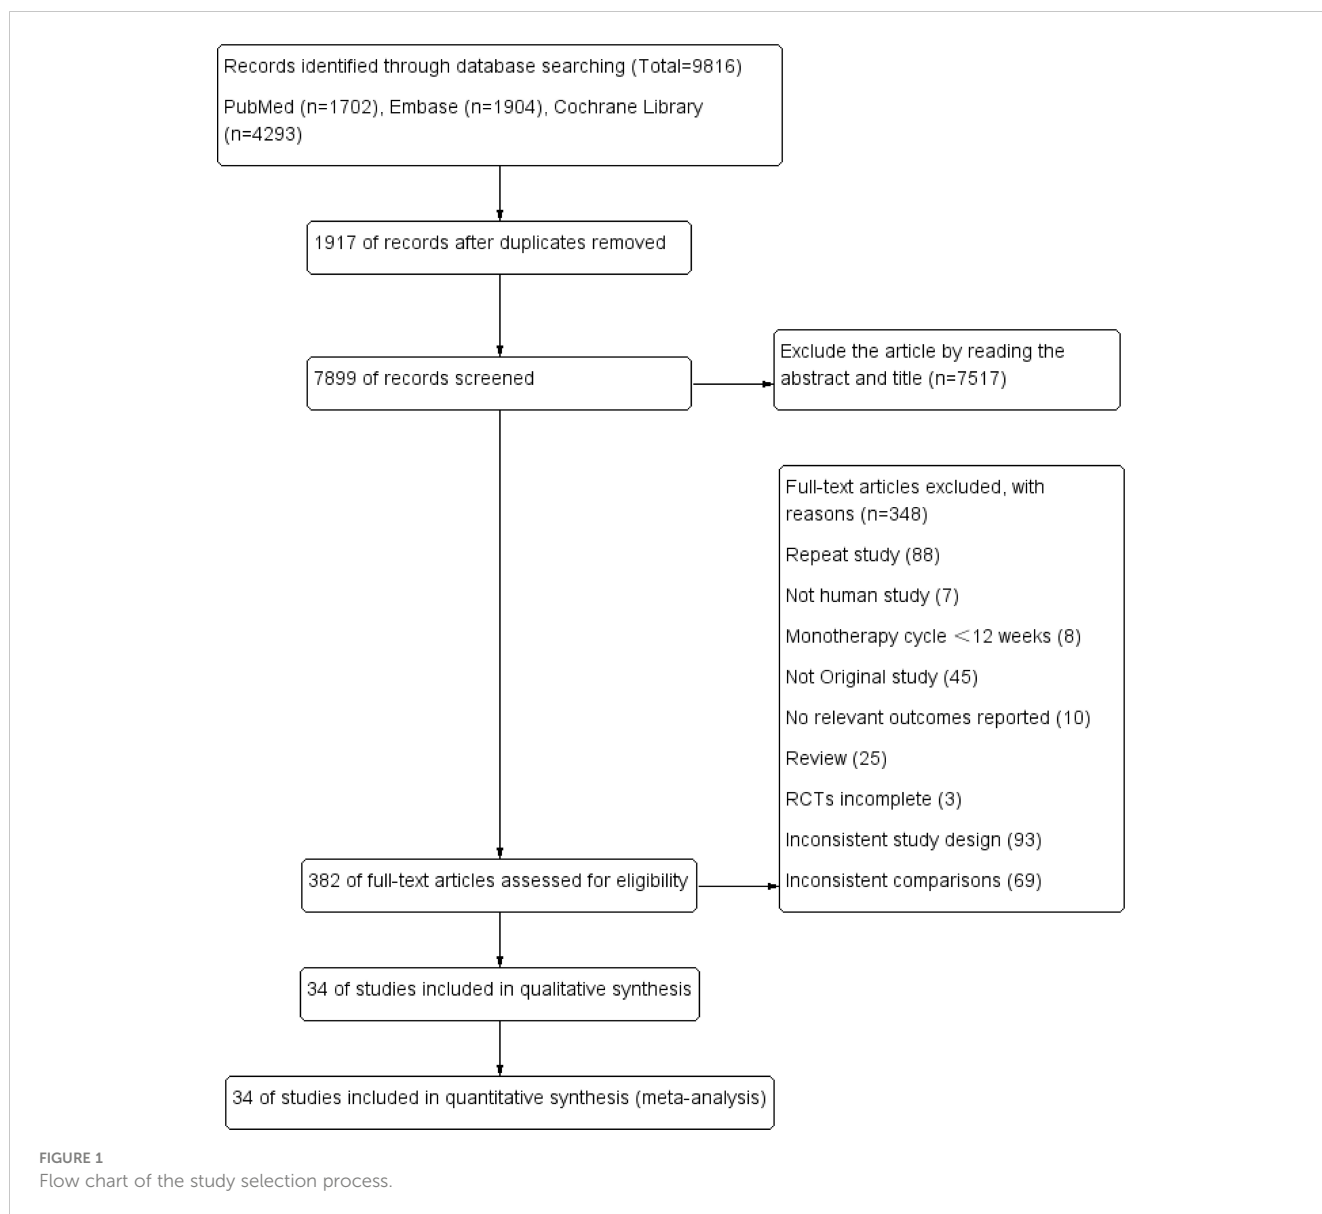 Records identified through database searching (Total=9816)
PubMed (n=1702), Embase (n=1904), Cochrane Library
(n=4293)
1917 of records after duplicates removed
7899 of records screened
Exclude the article by reading the
abstract and title (n=7517)
Full-text articles excluded, with
reasons (n=348)
Repeat study (88)
Not human study (7)
Monotherapy cycle <12 weeks (8)
Not Original study (45)
No relevant outcomes reported (10)
Review (25)
RCTs incomplete (3)
Inconsistent study design (93)
Inconsistent comparisons (69)
382 of full-text articles assessed for eligibility
34 of studies included in qualitative synthesis
34 of studies included in quantitative synthesis (meta-analysis)
FIGURE 1
Flow chart of the study selection process.